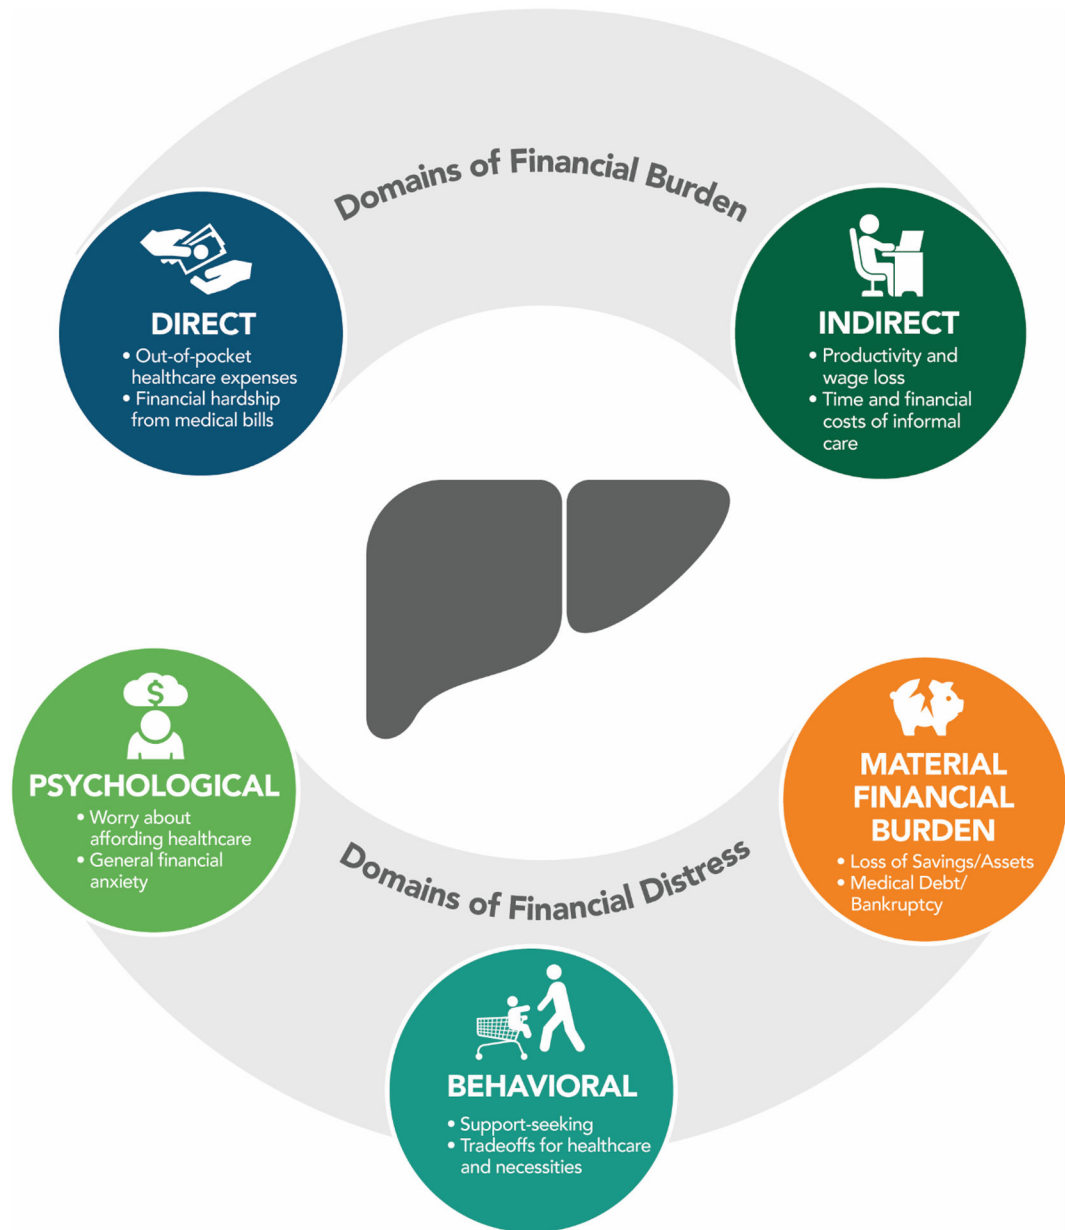 Domains of Financial Burden
DIRECT
• Out-of-pocket
healthcare expenses
• Financial hardship
from medical bills
INDIRECT
• Productivity and
wage loss
• Time and financial
costs of informal
care
PSYCHOLOGICAL
• Worry about
affording healthcare
• General financial
anxiety
MATERIAL
FINANCIAL
BURDEN
• Loss of Savings/Assets
• Medical Debt/
Bankruptcy
Domains of Financial Distress
BEHAVIORAL
• Support-seeking
• Tradeoffs for healthcare
and necessities
$